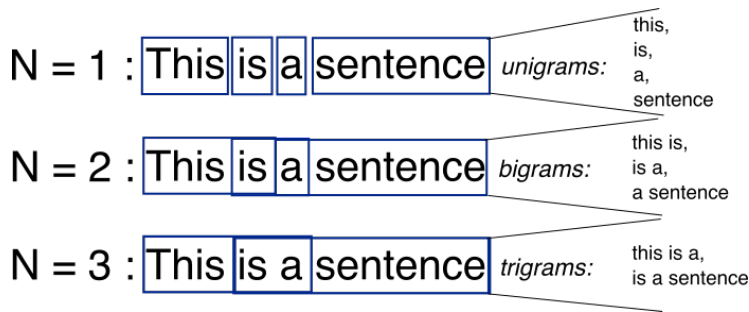 N = 1 : This is a sentence
unigrams:
this,
is,
a,
sentence
N = 2 : This is a sentence
bigrams:
this is,
is a,
a sentence
N = 3 : This is a sentence
trigrams:
this is a,
is a sentence